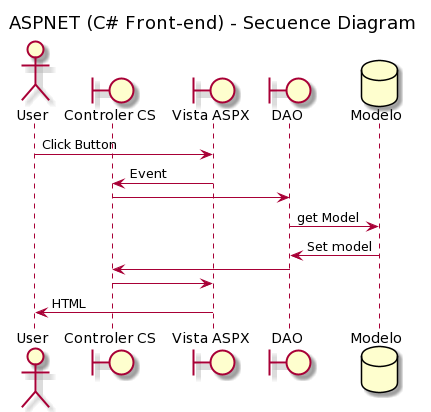 ASPNET (C# Front-end) - Secuence Diagram
User Controler CS Vista ASPX DAO Modelo
Click Button
Event
get Model
Set model
HTML
User Controler CS Vista ASPX DAO Modelo